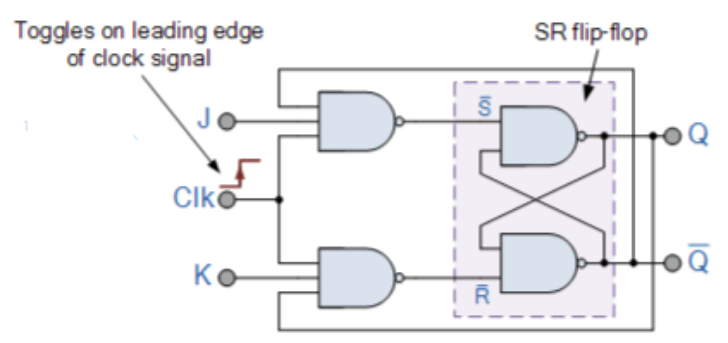 Toggles on leading edge
of clock signal
SR flip-flop
J
S̅
Q
Clk
K
R̅
Q̅